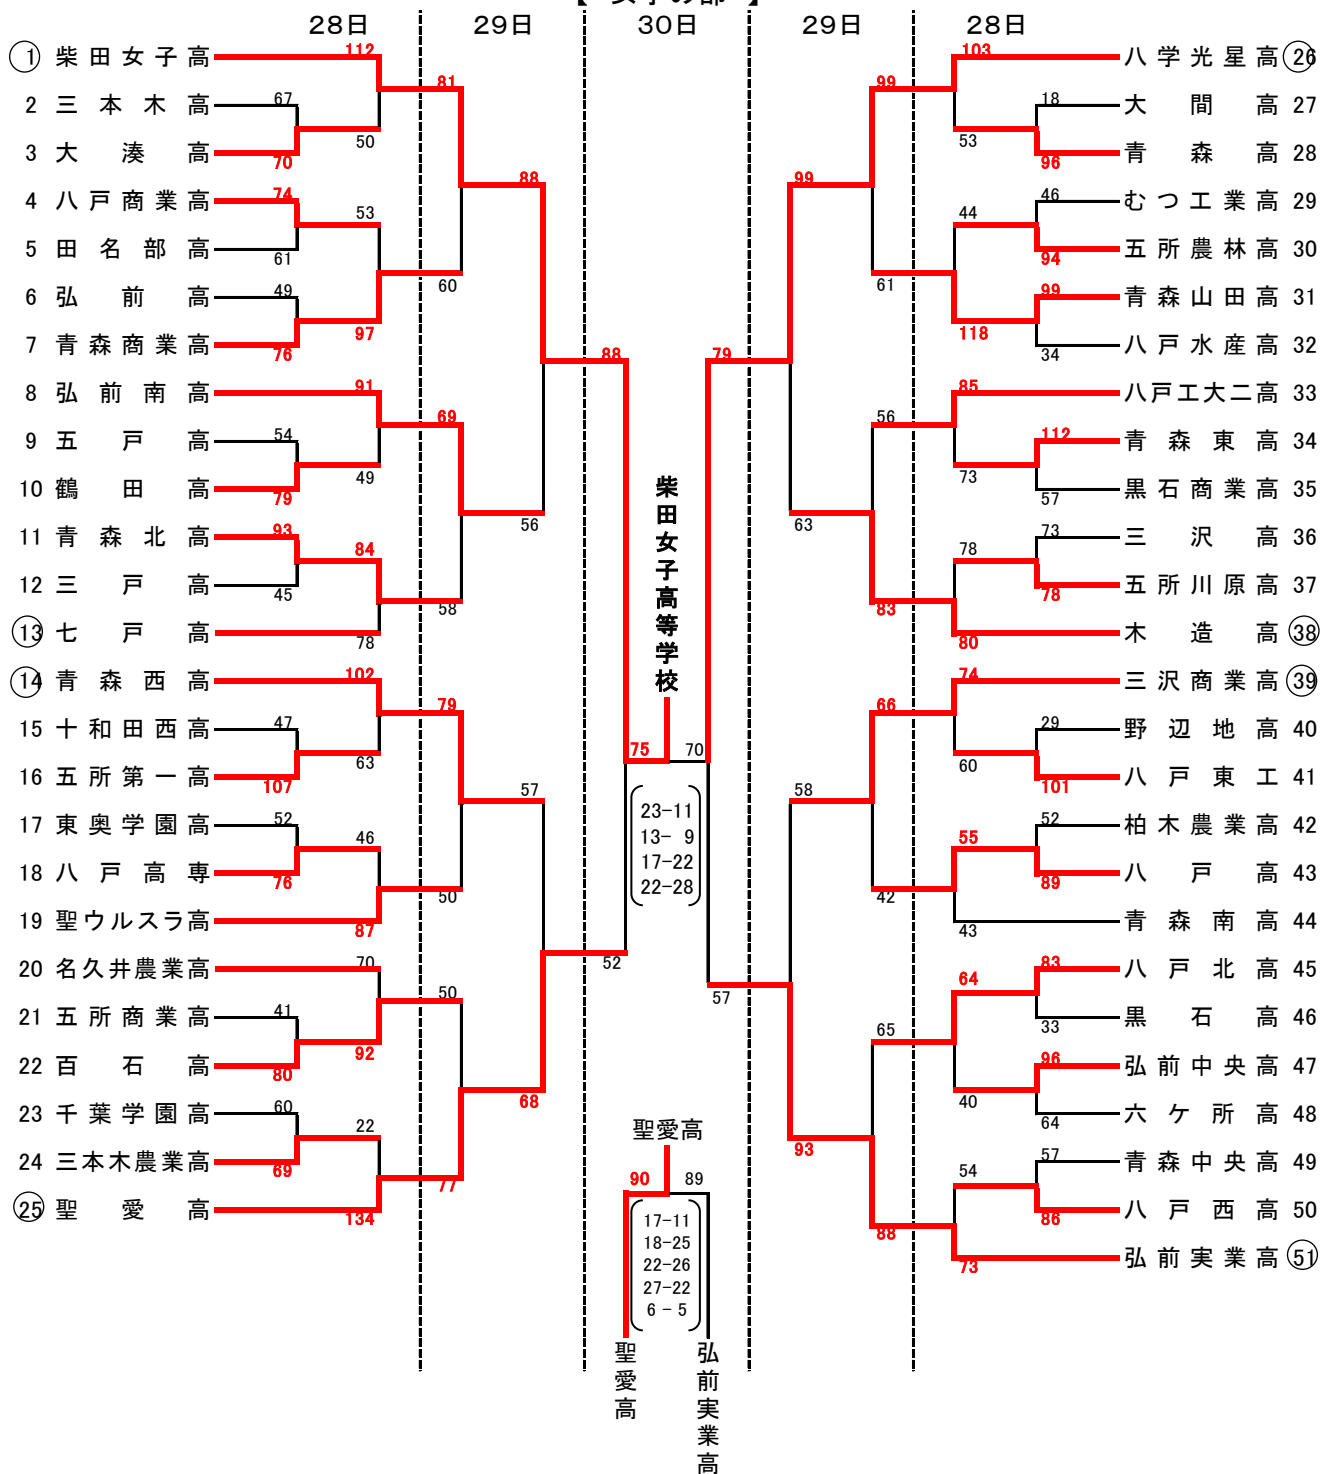 【 女子の部 】
28日 29日 30日 29日 28日
1 柴田女子高 112
2 三本木高 67
3 大湊高 70
50
81
4 八戸商業高 74
5 田名部高 61
53
6 弘前高 49
7 青森商業高 76
97
60
88
8 弘前南高 91
9 五戸高 54
10 鶴田高 79
49
69
11 青森北高 93
12 三戸高 45
84
13 七戸高 78
58
56
88
14 青森西高 102
15 十和田西高 47
16 五所第一高 107
63
79
17 東奥学園高 52
18 八戸高専 76
46
19 聖ウルスラ高 87
50
57
20 名久井農業高 70
21 五所商業高 41
22 百石高 80
92
50
23 千葉学園高 60
24 三本木農業高 69
22
25 聖愛高 134
77
68
52
柴田女子高等学校
75 70
23-11
13- 9
17-22
22-28
聖愛高
90 89
17-11
18-25
22-26
27-22
6 - 5
聖愛高
弘前実業高
103 八学光星高 26
18 大間高 27
96 青森高 28
53
99
46 むつ工業高 29
94 五所農林高 30
44
99 青森山田高 31
34 八戸水産高 32
118
61
99
85 八戸工大二高 33
112 青森東高 34
57 黒石商業高 35
73
56
73 三沢高 36
78 五所川原高 37
78
80 木造高 38
83
63
79
74 三沢商業高 39
29 野辺地高 40
101 八戸東工 41
60
66
52 柏木農業高 42
89 八戸高 43
55
43 青森南高 44
42
58
83 八戸北高 45
33 黒石高 46
64
96 弘前中央高 47
64 六ケ所高 48
40
65
57 青森中央高 49
86 八戸西高 50
54
73 弘前実業高 51
88
93
57